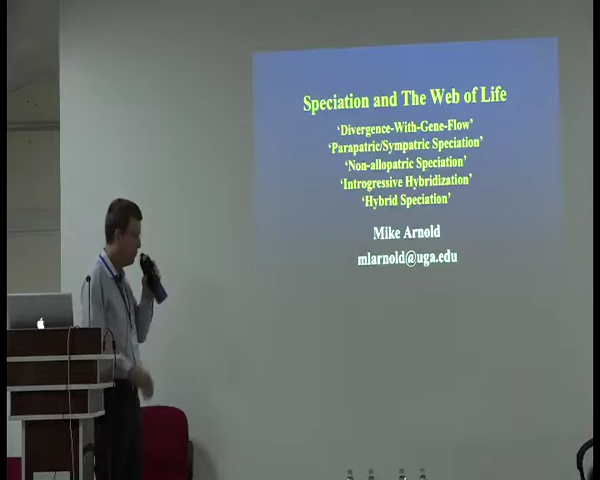 Speciation and The Web of Life
'Divergence-With-Gene-Flow'
'Parapatric/Sympatric Speciation'
'Non-allopatric Speciation'
'Introgressive Hybridization'
'Hybrid Speciation'
Mike Arnold
mlarnold@uga.edu